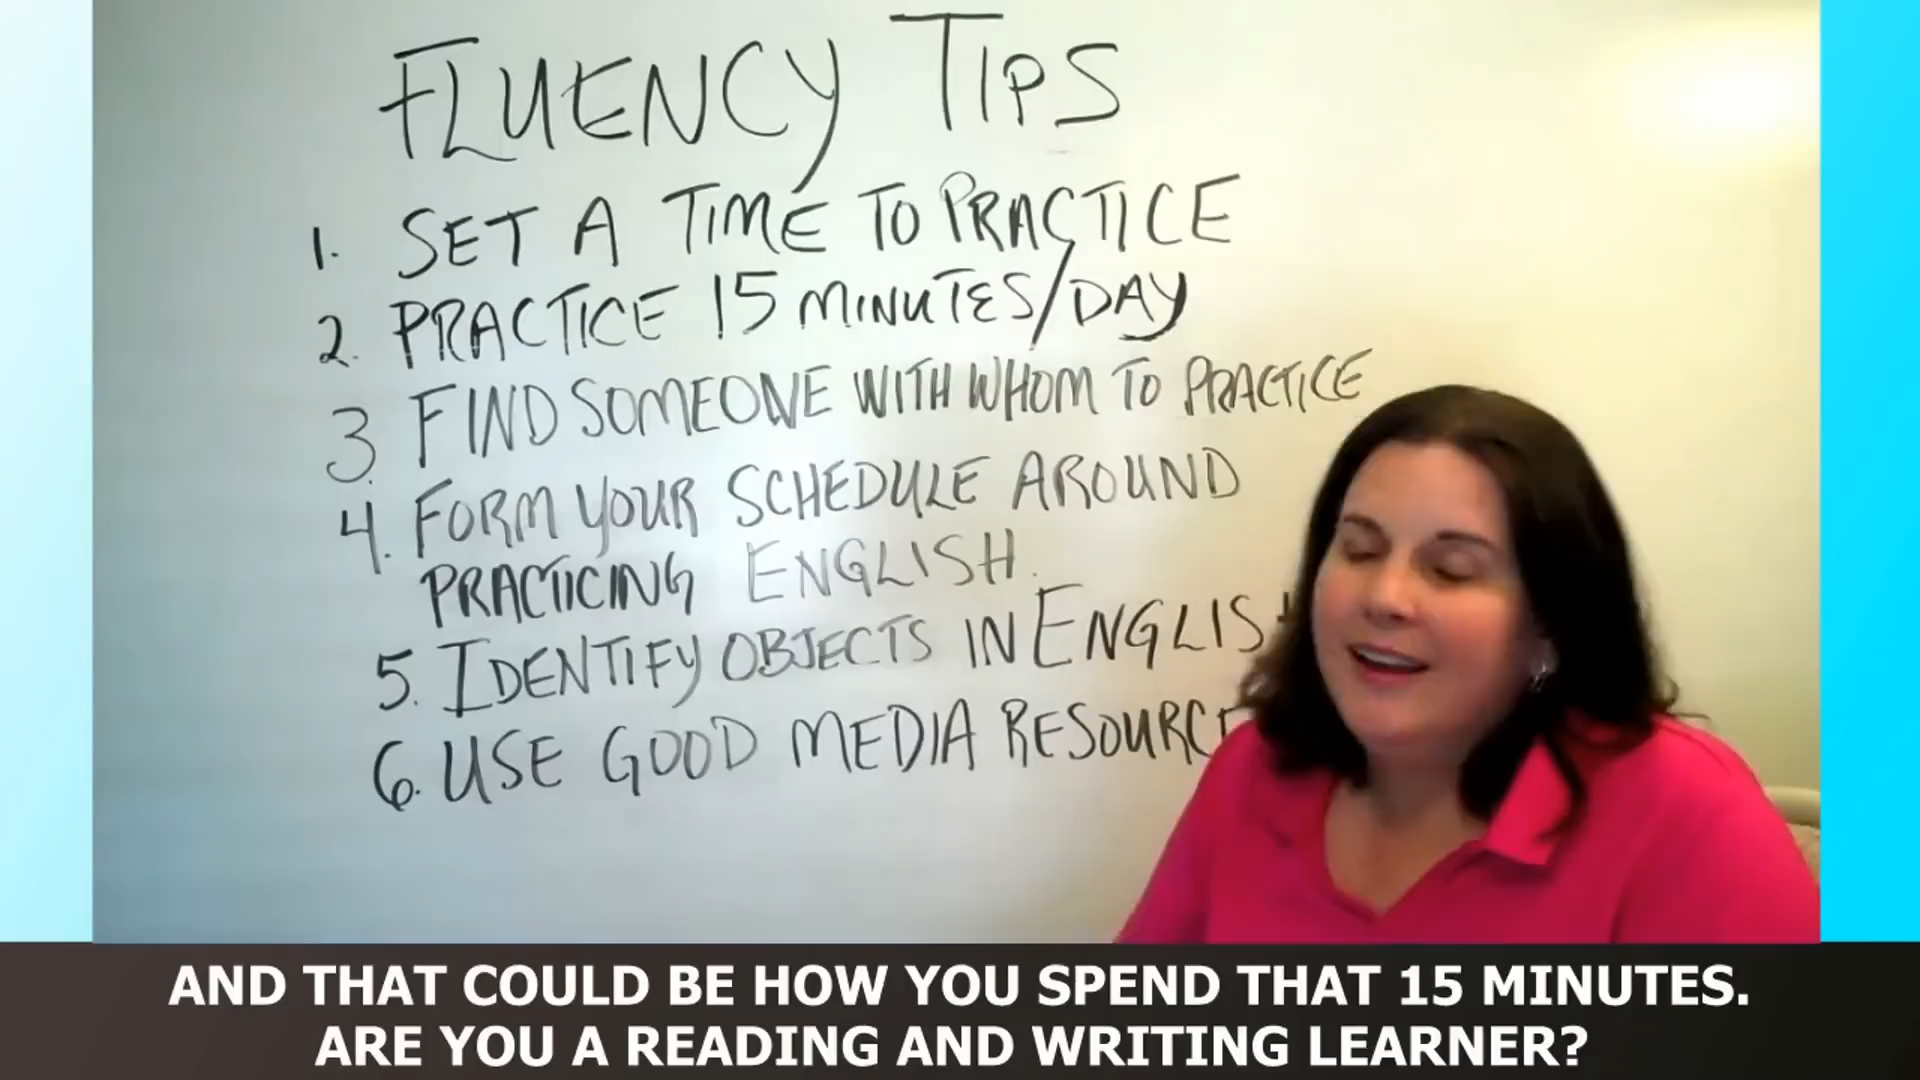 FLUENCY TIPS
1. SET A TIME TO PRACTICE
2. PRACTICE 15 MINUTES/DAY
3. FIND SOMEONE WITH WHOM TO PRACTICE
4. FORM YOUR SCHEDULE AROUND
PRACTICING ENGLISH.
5. IDENTIFY OBJECTS IN ENGLISH
6. USE GOOD MEDIA RESOURCE
AND THAT COULD BE HOW YOU SPEND THAT 15 MINUTES.
ARE YOU A READING AND WRITING LEARNER?